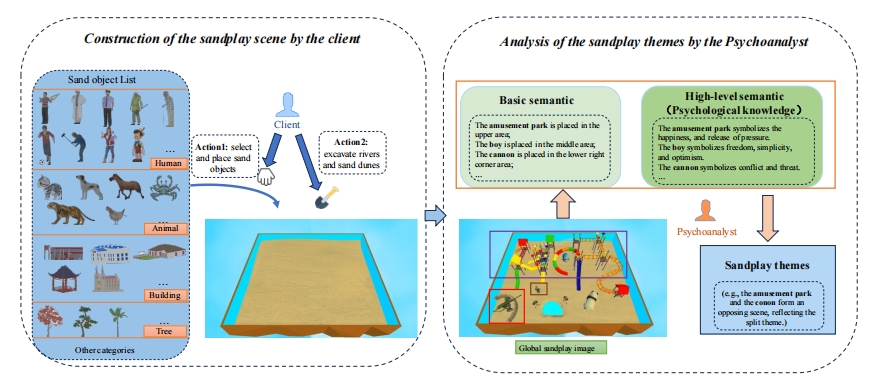 Construction of the sandplay scene by the client
Sand object List
...
Human
...
Animal
...
Building
...
Tree
Other categories
Client
Action1: select
and place sand
objects
Action2:
excavate rivers
and sand dunes
Analysis of the sandplay themes by the Psychoanalyst
Basic semantic
The amusement park is placed in the
upper area;
The boy is placed in the middle area;
The cannon is placed in the lower right
corner area;
...
High-level semantic
(Psychological knowledge)
The amusement park symbolizes the
happiness, and release of pressure.
The boy symbolizes freedom, simplicity,
and optimism.
The cannon symbolizes conflict and threat.
...
Psychoanalyst
Global sandplay image
Sandplay themes
(e.g., the amusement park
and the conon form an
opposing scene, reflecting the
split theme.)